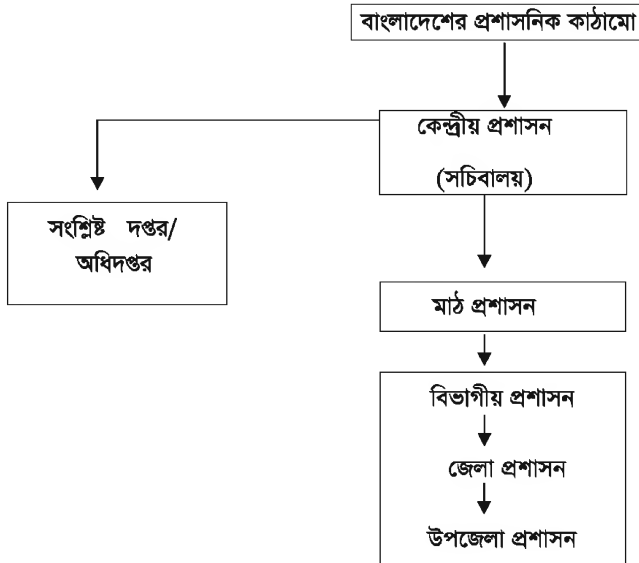 বাংলাদেশের প্রশাসনিক কাঠামো
কেন্দ্রীয় প্রশাসন
(সচিবালয়)
সংশ্লিষ্ট দপ্তর/
অধিদপ্তর
মাঠ প্রশাসন
বিভাগীয় প্রশাসন
জেলা প্রশাসন
উপজেলা প্রশাসন